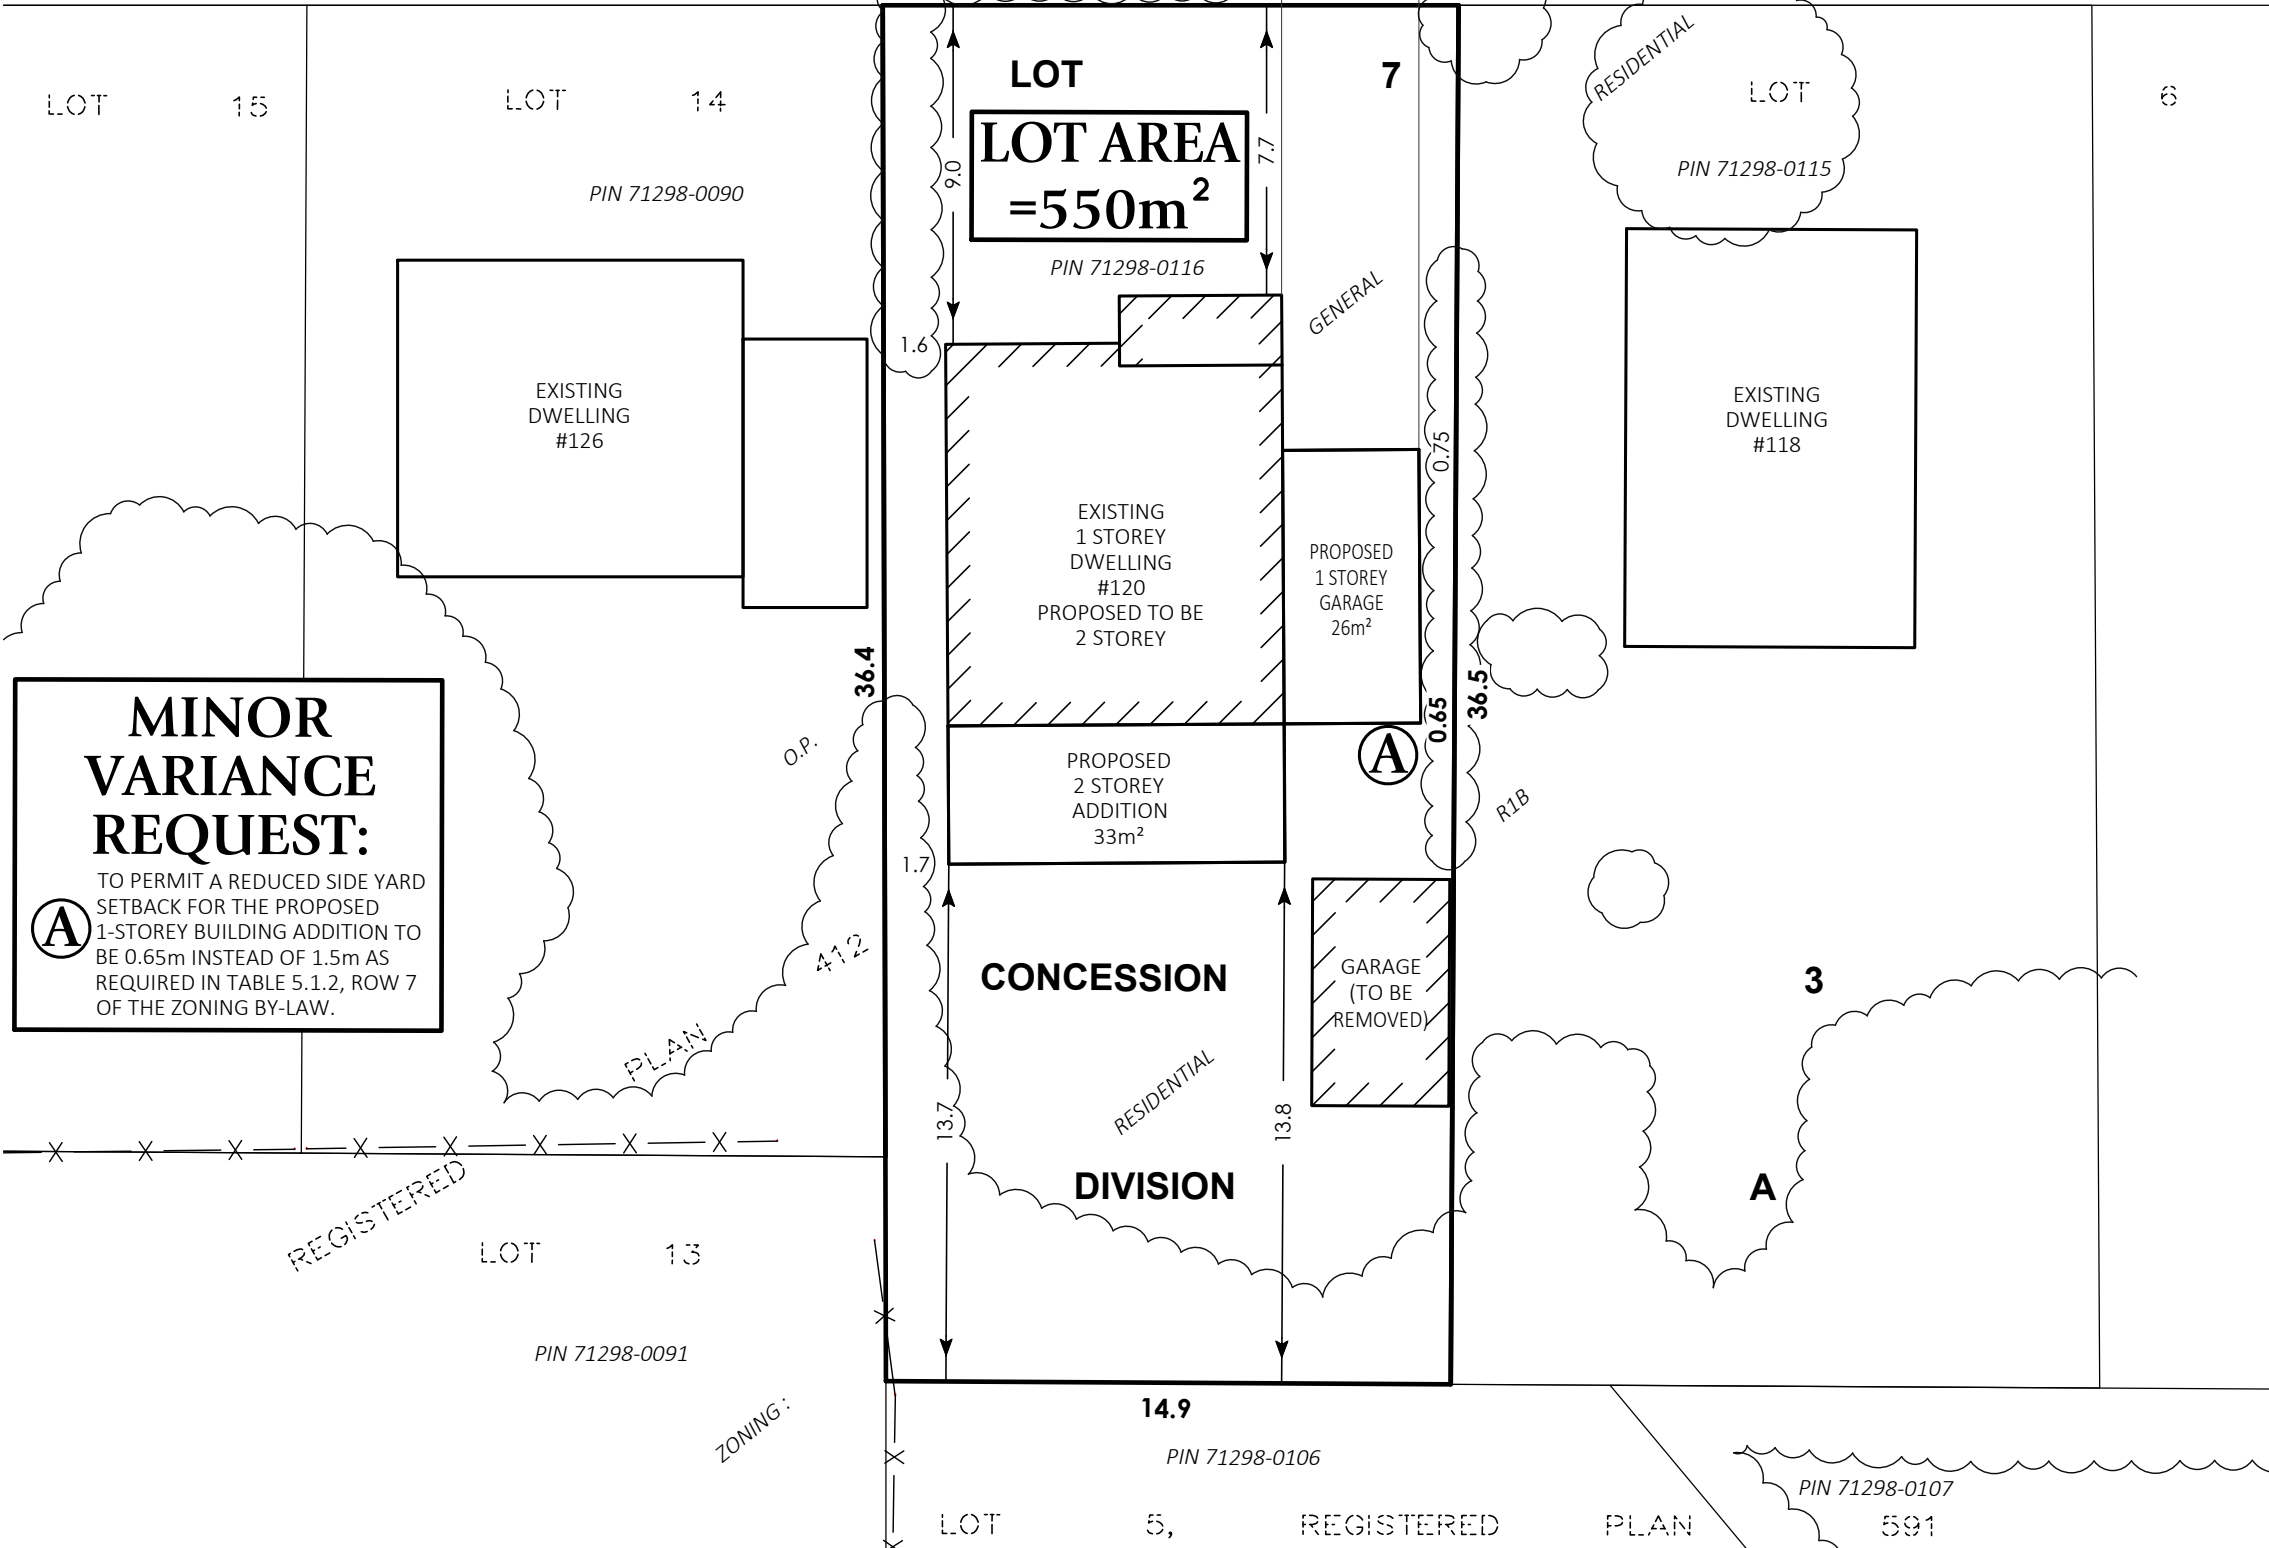 LOT 7
LOT AREA
=550m²
PIN 71298-0116
9.0
7.7
LOT 15
LOT 14
PIN 71298-0090
RESIDENTIAL
LOT 6
PIN 71298-0115
GENERAL
1.6
EXISTING
DWELLING
#126
EXISTING
DWELLING
#118
0.75
EXISTING
1 STOREY
DWELLING
#120
PROPOSED TO BE
2 STOREY
PROPOSED
1 STOREY
GARAGE
26m²
36.4
36.5
0.65
A
O.P.
R1B
PROPOSED
2 STOREY
ADDITION
33m²
1.7
MINOR
VARIANCE
REQUEST:
A
TO PERMIT A REDUCED SIDE YARD
SETBACK FOR THE PROPOSED
1-STOREY BUILDING ADDITION TO
BE 0.65m INSTEAD OF 1.5m AS
REQUIRED IN TABLE 5.1.2, ROW 7
OF THE ZONING BY-LAW.
412
PLAN
REGISTERED
CONCESSION 3
GARAGE
(TO BE
REMOVED)
RESIDENTIAL
13.7
13.8
DIVISION A
LOT 13
PIN 71298-0091
ZONING :
14.9
PIN 71298-0106
PIN 71298-0107
LOT 5, REGISTERED PLAN 591